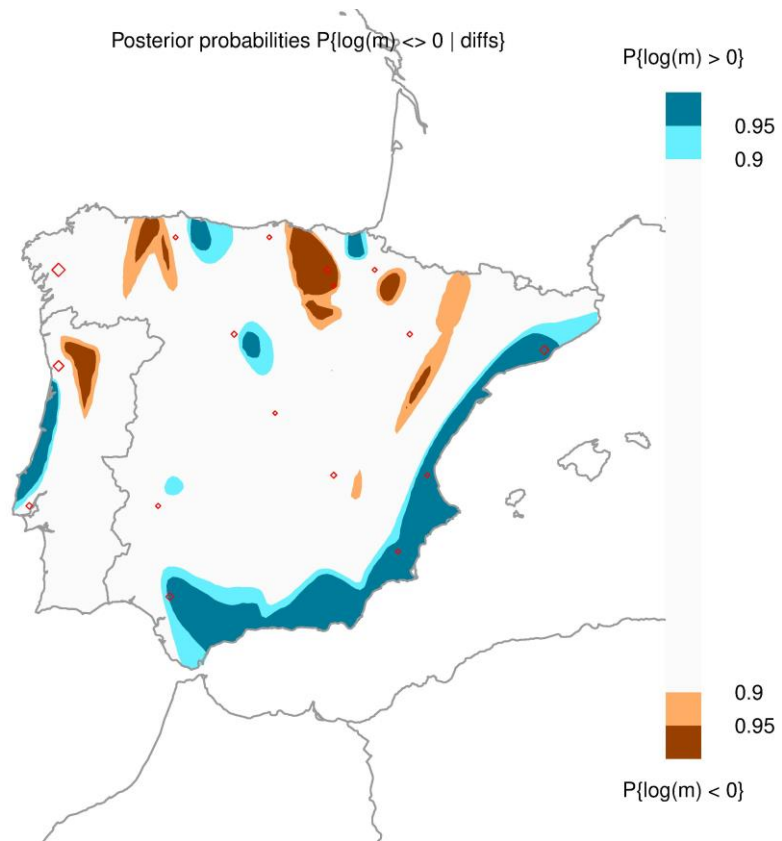 Posterior probabilities P{log(m) <> 0 | diffs}
P{log(m) > 0}
0.95
0.9
0.9
0.95
P{log(m) < 0}